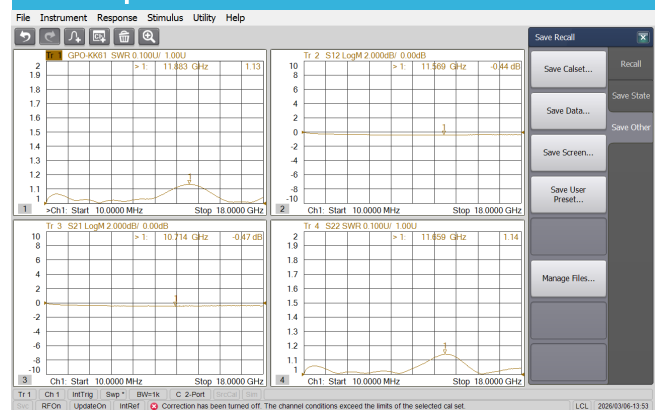 File Instrument Response Stimulus Utility Help
Save Recall
Tr 1 GPO-KK61 SWR 0.100U/ 1.00U
> 1: 11.883 GHz 1.13
2
1.9
1.8
1.7
1.6
1.5
1.4
1.3
1.2
1.1
1
1
1
1
>Ch1: Start 10.0000 MHz Stop 18.0000 GHz
Tr 2 S12 LogM 2.000dB/ 0.00dB
> 1: 11.569 GHz -0.44 dB
10
8
6
4
2
0
-2
-4
-6
-8
-10
1
2
Ch1: Start 10.0000 MHz Stop 18.0000 GHz
Tr 3 S21 LogM 2.000dB/ 0.00dB
> 1: 10.714 GHz -0.47 dB
10
8
6
4
2
0
-2
-4
-6
-8
-10
1
3
Ch1: Start 10.0000 MHz Stop 18.0000 GHz
Tr 4 S22 SWR 0.100U/ 1.00U
> 1: 11.659 GHz 1.14
2
1.9
1.8
1.7
1.6
1.5
1.4
1.3
1.2
1.1
1
1
1
4
Ch1: Start 10.0000 MHz Stop 18.0000 GHz
Save Calset...
Save Data...
Save Screen...
Save User
Preset...
Manage Files...
Recall
Save State
Save Other
Tr 1 Ch 1 IntTrig Swp * BW=1k C 2-Port SrcCal Sim
RFOn UpdateOn IntRef Correction has been turned off. The channel conditions exceed the limits of the selected cal set. LCL 2026/03/06-13:53